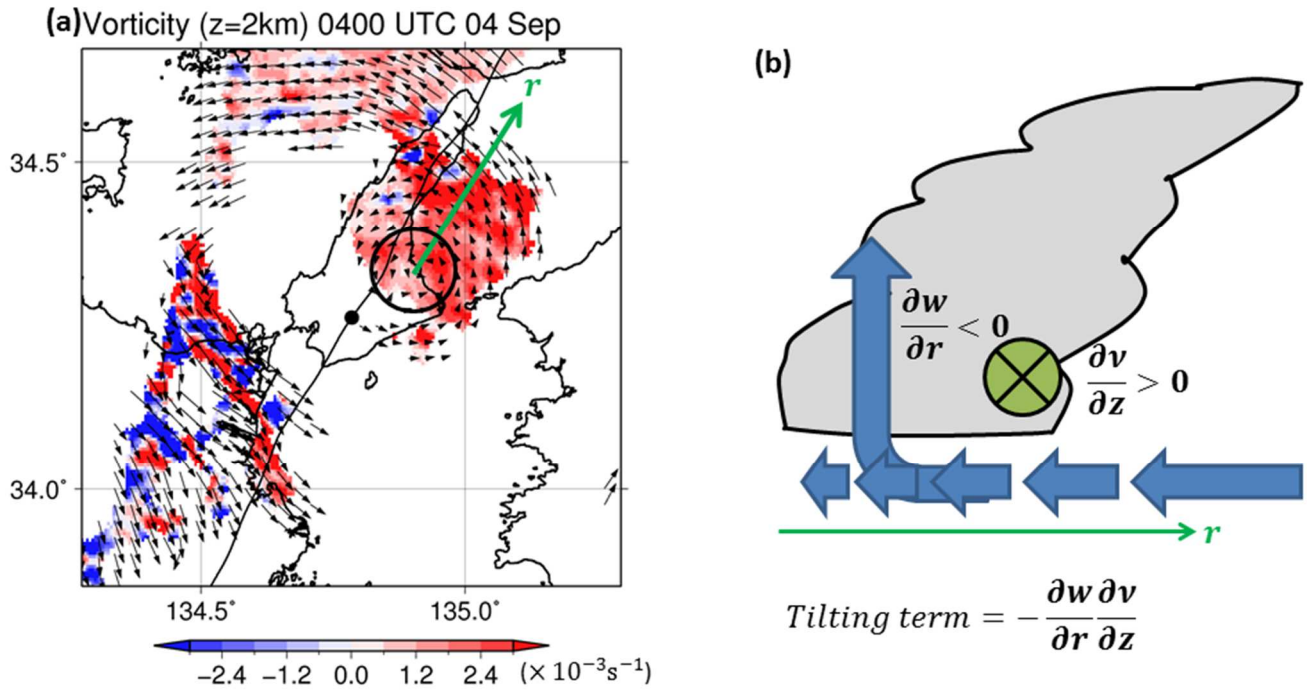 (a) Vorticity (z=2km) 0400 UTC 04 Sep
r
34.5°
34.0°
134.5° 135.0°
−2.4 −1.2 0.0 1.2 2.4 (× 10⁻³s⁻¹)
(b)
∂w/∂r < 0
∂v/∂z > 0
r
Tilting term = − ∂w/∂r ∂v/∂z